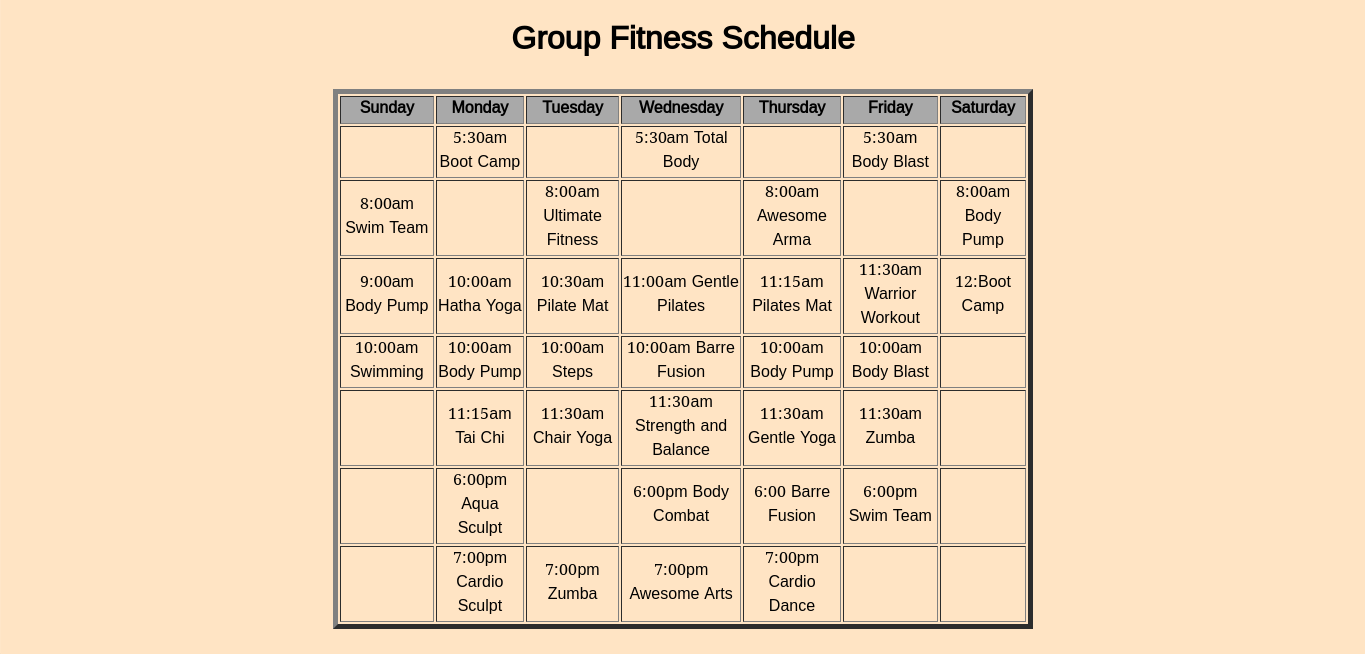 Group Fitness Schedule
Sunday Monday Tuesday Wednesday Thursday Friday Saturday
5:30am
Boot Camp
5:30am Total
Body
5:30am
Body Blast
8:00am
Swim Team
8:00am
Ultimate
Fitness
8:00am
Awesome
Arma
8:00am
Body
Pump
9:00am
Body Pump
10:00am
Hatha Yoga
10:30am
Pilate Mat
11:00am Gentle
Pilates
11:15am
Pilates Mat
11:30am
Warrior
Workout
12:Boot
Camp
10:00am
Swimming
10:00am
Body Pump
10:00am
Steps
10:00am Barre
Fusion
10:00am
Body Pump
10:00am
Body Blast
11:15am
Tai Chi
11:30am
Chair Yoga
11:30am
Strength and
Balance
11:30am
Gentle Yoga
11:30am
Zumba
6:00pm
Aqua
Sculpt
6:00pm Body
Combat
6:00 Barre
Fusion
6:00pm
Swim Team
7:00pm
Cardio
Sculpt
7:00pm
Zumba
7:00pm
Awesome Arts
7:00pm
Cardio
Dance